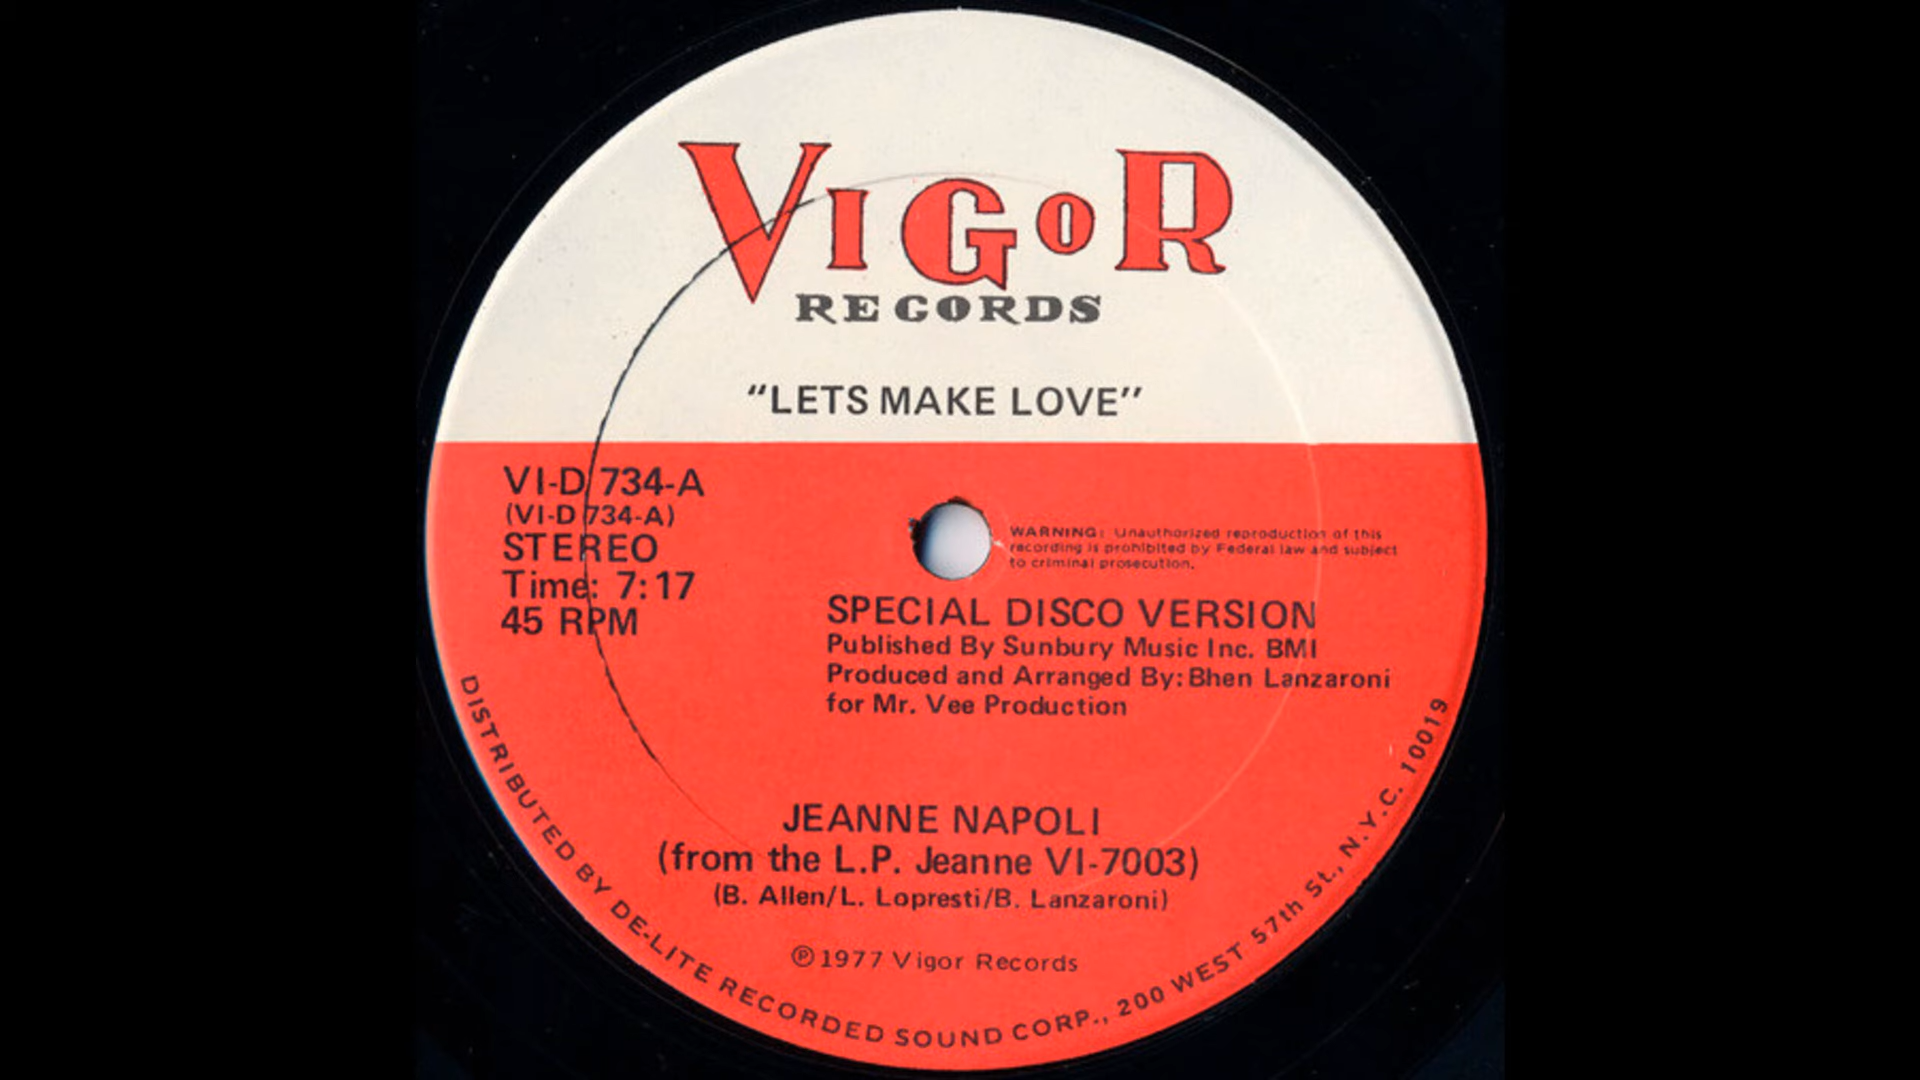 VIGOR
RECORDS
“LETS MAKE LOVE”
VI-D 734-A
(VI-D 734-A)
STEREO
Time: 7:17
45 RPM
WARNING: Unauthorized reproduction of this
recording is prohibited by Federal law and subject
to criminal prosecution.
SPECIAL DISCO VERSION
Published By Sunbury Music Inc. BMI
Produced and Arranged By: Bhen Lanzaroni
for Mr. Vee Production
JEANNE NAPOLI
(from the L.P. Jeanne VI-7003)
(B. Allen/L. Lopresti/B. Lanzaroni)
℗1977 Vigor Records
DISTRIBUTED BY DE-LITE RECORDED SOUND CORP., 200 WEST 57th St., N.Y.C. 10019